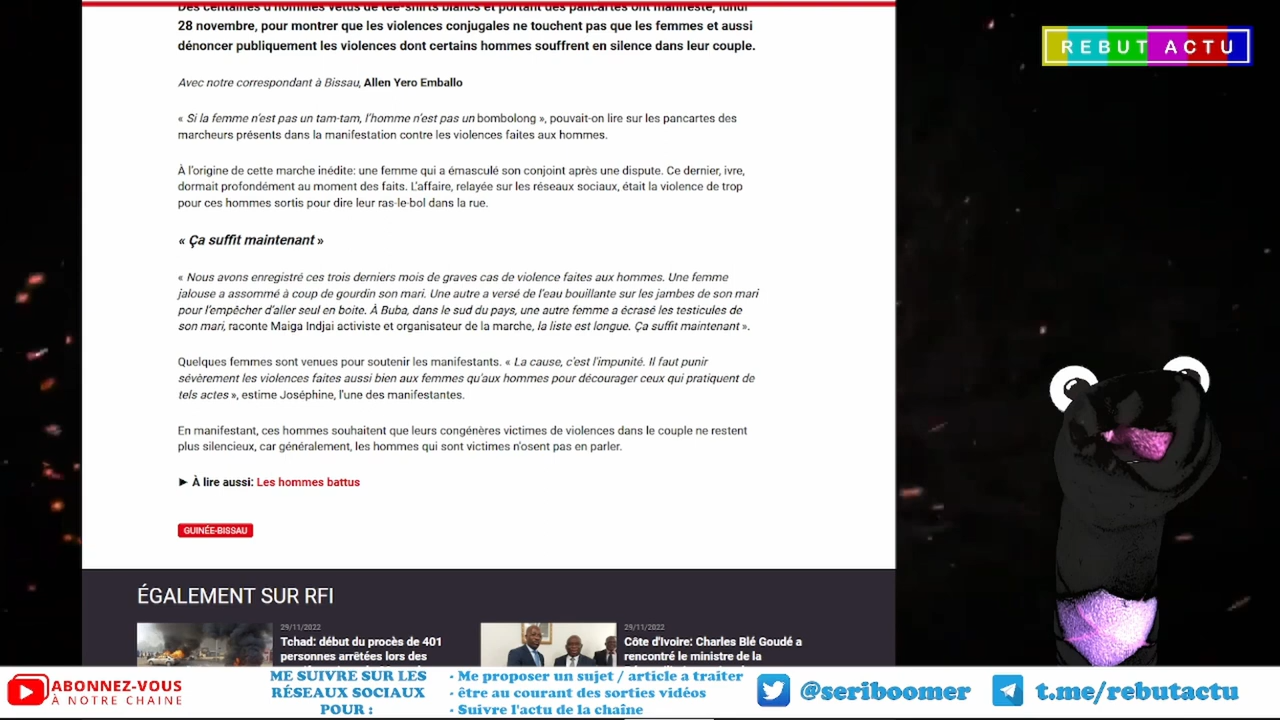 Des centaines d'hommes vêtus de tee-shirts blancs et portant des pancartes ont manifesté, lundi
28 novembre, pour montrer que les violences conjugales ne touchent pas que les femmes et aussi
dénoncer publiquement les violences dont certains hommes souffrent en silence dans leur couple.
REBUT ACTU
Avec notre correspondant à Bissau, Allen Yero Emballo
« Si la femme n'est pas un tam-tam, l'homme n'est pas un bombolong », pouvait-on lire sur les pancartes des
marcheurs présents dans la manifestation contre les violences faites aux hommes.
À l'origine de cette marche inédite: une femme qui a émasculé son conjoint après une dispute. Ce dernier, ivre,
dormait profondément au moment des faits. L'affaire, relayée sur les réseaux sociaux, était la violence de trop
pour ces hommes sortis pour dire leur ras-le-bol dans la rue.
« Ça suffit maintenant »
« Nous avons enregistré ces trois derniers mois de graves cas de violence faites aux hommes. Une femme
jalouse a assommé à coup de gourdin son mari. Une autre a versé de l'eau bouillante sur les jambes de son mari
pour l'empêcher d'aller seul en boite. À Buba, dans le sud du pays, une autre femme a écrasé les testicules de
son mari, raconte Maiga Indjai activiste et organisateur de la marche, la liste est longue. Ça suffit maintenant ».
Quelques femmes sont venues pour soutenir les manifestants. « La cause, c'est l'impunité. Il faut punir
sévèrement les violences faites aussi bien aux femmes qu'aux hommes pour décourager ceux qui pratiquent de
tels actes », estime Joséphine, l'une des manifestantes.
En manifestant, ces hommes souhaitent que leurs congénères victimes de violences dans le couple ne restent
plus silencieux, car généralement, les hommes qui sont victimes n'osent pas en parler.
► À lire aussi: Les hommes battus
GUINÉE-BISSAU
ÉGALEMENT SUR RFI
29/11/2022
Tchad: début du procès de 401
personnes arrêtées lors des
29/11/2022
Côte d'Ivoire: Charles Blé Goudé a
rencontré le ministre de la
ABONNEZ-VOUS
À NOTRE CHAINE
ME SUIVRE SUR LES
RÉSEAUX SOCIAUX
POUR :
- Me proposer un sujet / article a traiter
- être au courant des sorties vidéos
- Suivre l'actu de la chaîne
@seriboomer
t.me/rebutactu